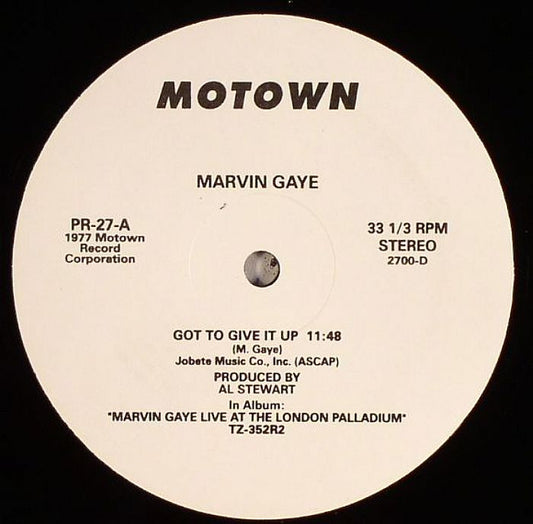 MOTOWN
MARVIN GAYE
PR-27-A
1977 Motown
Record
Corporation
33 1/3 RPM
STEREO
2700-D
GOT TO GIVE IT UP 11:48
(M. Gaye)
Jobete Music Co., Inc. (ASCAP)
PRODUCED BY
AL STEWART
In Album:
"MARVIN GAYE LIVE AT THE LONDON PALLADIUM"
TZ-352R2